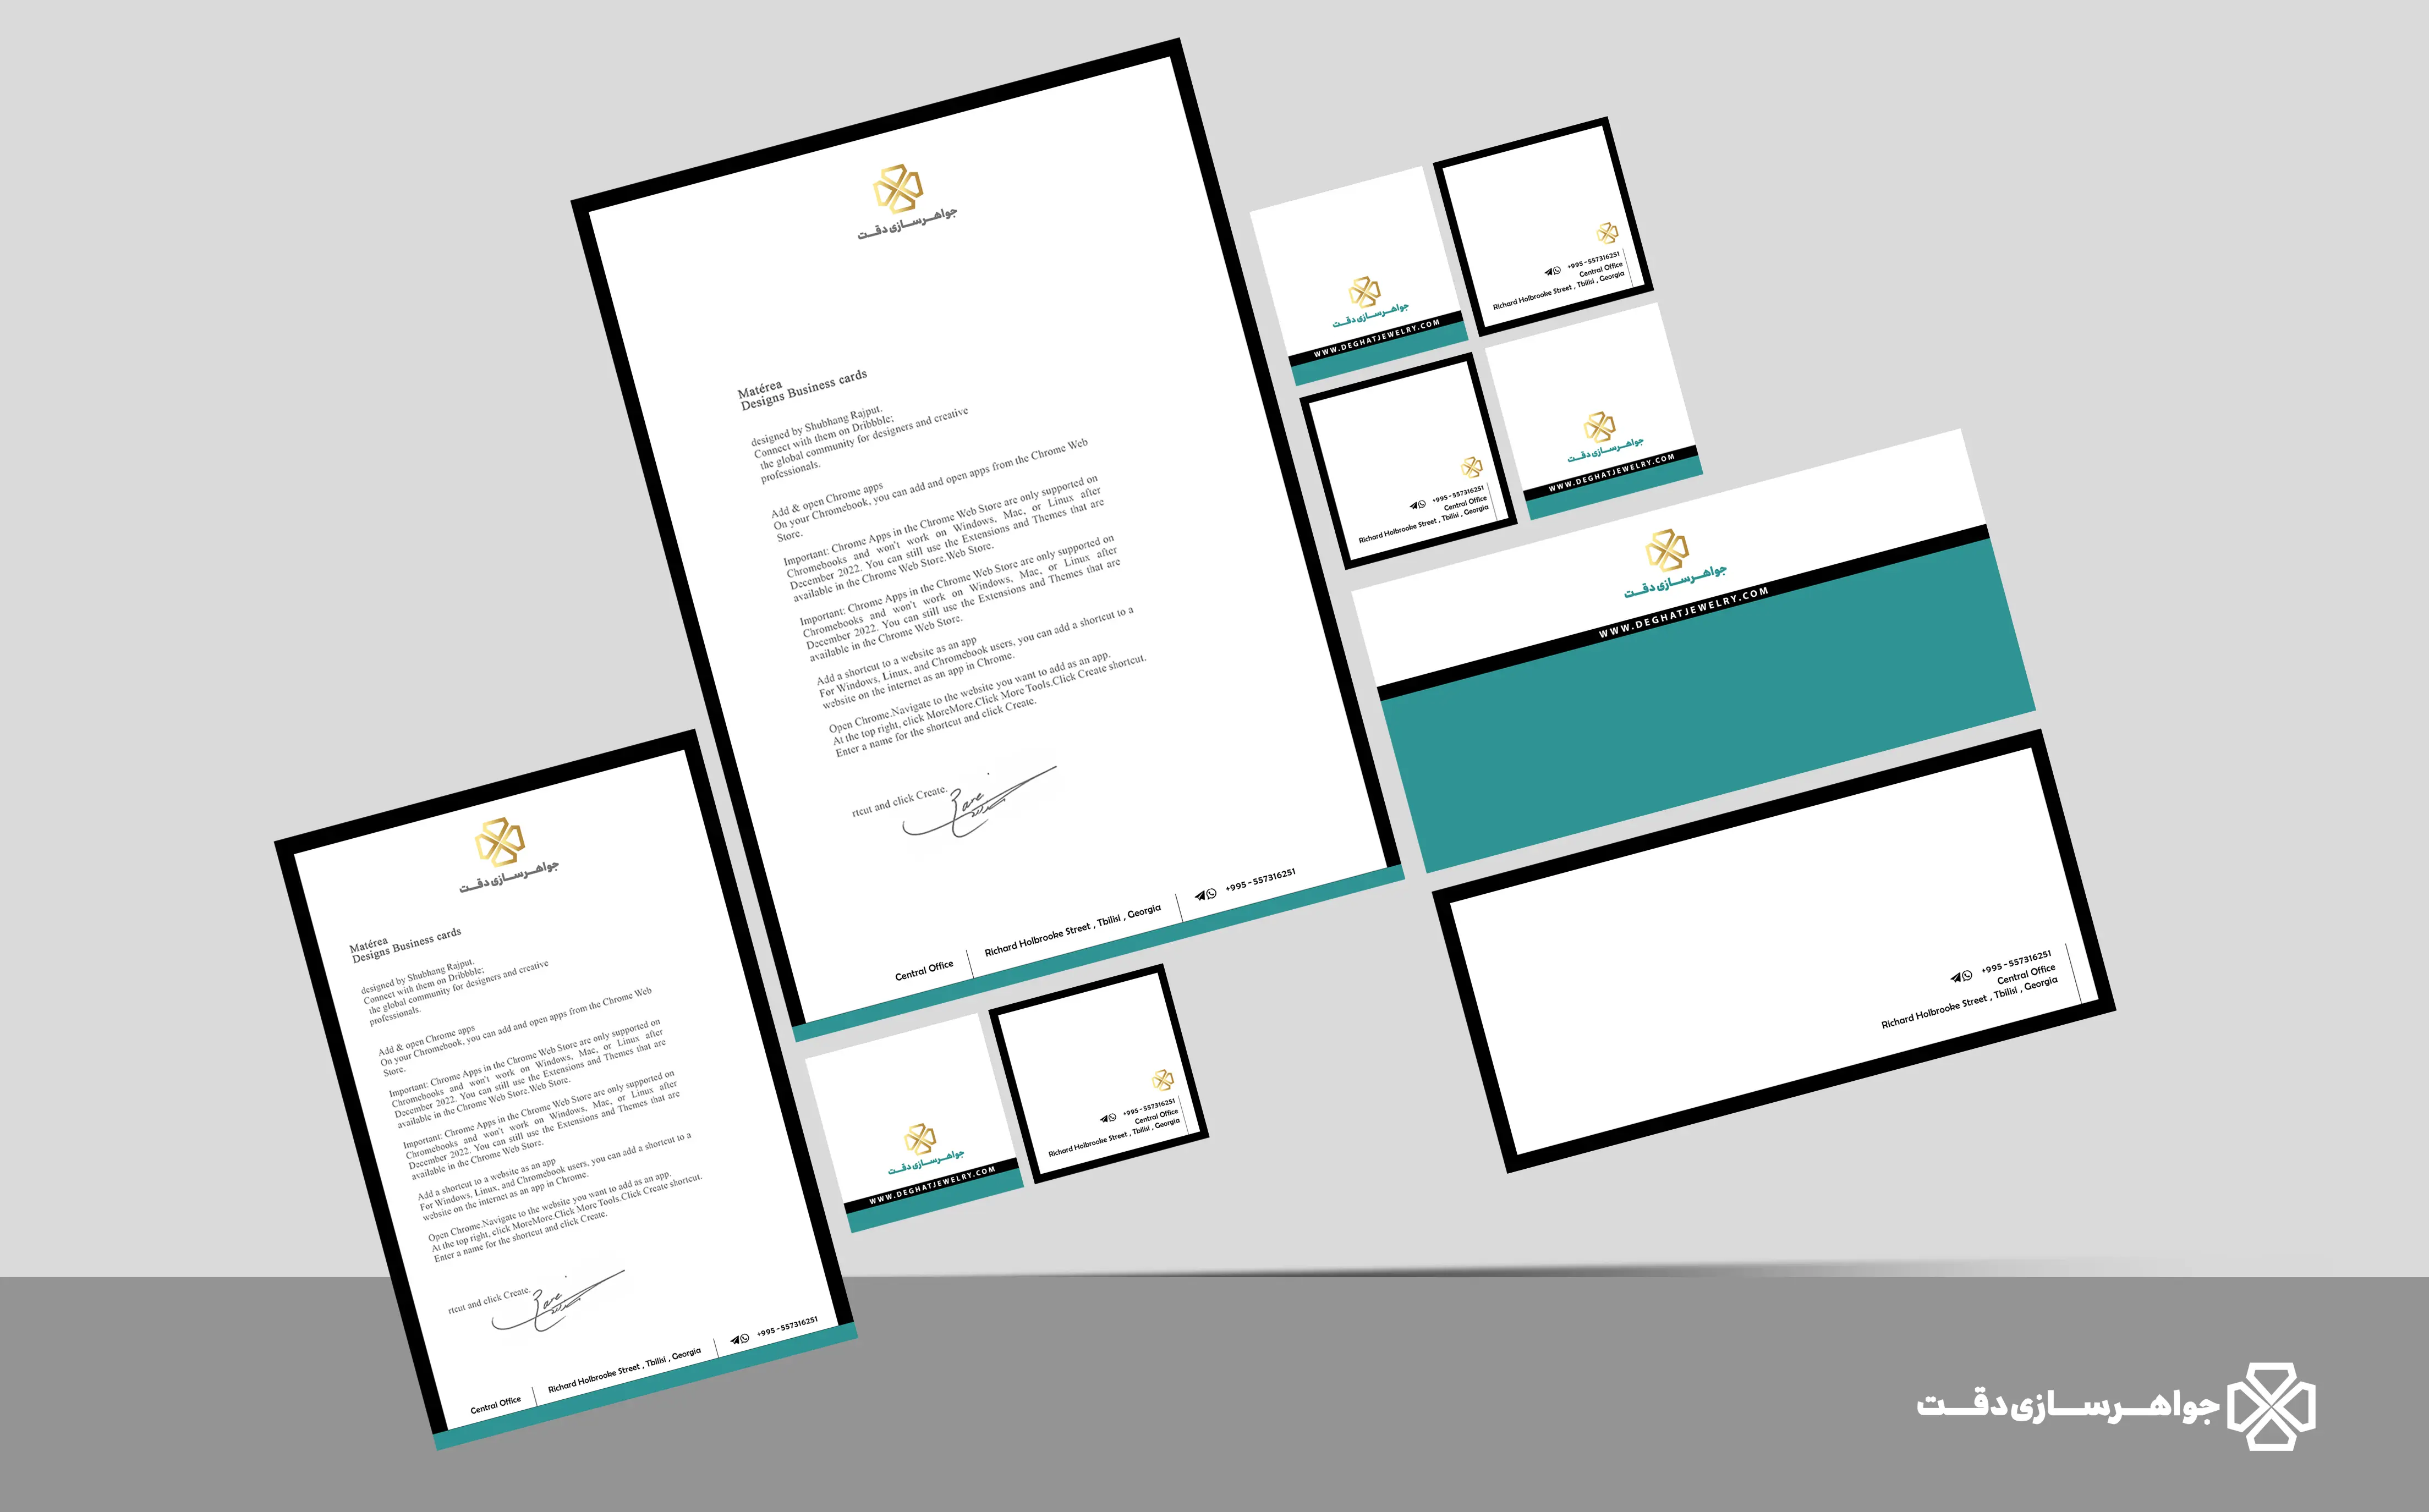 جواهرسازی دقت
Matérea
Designs Business cards
designed by Shubhang Rajput.
Connect with them on Dribbble;
the global community for designers and creative
professionals.
Add & open Chrome apps
On your Chromebook, you can add and open apps from the Chrome Web
Store.
Important: Chrome Apps in the Chrome Web Store are only supported on
Chromebooks and won't work on Windows, Mac, or Linux after
December 2022. You can still use the Extensions and Themes that are
available in the Chrome Web Store.Web Store.
Important: Chrome Apps in the Chrome Web Store are only supported on
Chromebooks and won't work on Windows, Mac, or Linux after
December 2022. You can still use the Extensions and Themes that are
available in the Chrome Web Store.
Add a shortcut to a website as an app
For Windows, Linux, and Chromebook users, you can add a shortcut to a
website on the internet as an app in Chrome.
Open Chrome.Navigate to the website you want to add as an app.
At the top right, click MoreMore.Click More Tools.Click Create shortcut.
Enter a name for the shortcut and click Create.
rtcut and click Create.
Central Office
Richard Holbrooke Street , Tbilisi , Georgia
+995-557316251
جواهرسازی دقت
WWW.DEGHATJEWELRY.COM
+995-557316251
Central Office
Richard Holbrooke Street , Tbilisi , Georgia
+995-557316251
Central Office
Richard Holbrooke Street , Tbilisi , Georgia
جواهرسازی دقت
WWW.DEGHATJEWELRY.COM
جواهرسازی دقت
WWW.DEGHATJEWELRY.COM
+995-557316251
Central Office
Richard Holbrooke Street , Tbilisi , Georgia
جواهرسازی دقت
Matérea
Designs Business cards
designed by Shubhang Rajput.
Connect with them on Dribbble;
the global community for designers and creative
professionals.
Add & open Chrome apps
On your Chromebook, you can add and open apps from the Chrome Web
Store.
Important: Chrome Apps in the Chrome Web Store are only supported on
Chromebooks and won't work on Windows, Mac, or Linux after
December 2022. You can still use the Extensions and Themes that are
available in the Chrome Web Store.Web Store.
Important: Chrome Apps in the Chrome Web Store are only supported on
Chromebooks and won't work on Windows, Mac, or Linux after
December 2022. You can still use the Extensions and Themes that are
available in the Chrome Web Store.
Add a shortcut to a website as an app
For Windows, Linux, and Chromebook users, you can add a shortcut to a
website on the internet as an app in Chrome.
Open Chrome.Navigate to the website you want to add as an app.
At the top right, click MoreMore.Click More Tools.Click Create shortcut.
Enter a name for the shortcut and click Create.
rtcut and click Create.
Central Office
Richard Holbrooke Street , Tbilisi , Georgia
+995-557316251
جواهرسازی دقت
WWW.DEGHATJEWELRY.COM
+995-557316251
Central Office
Richard Holbrooke Street , Tbilisi , Georgia
جواهرسازی دقت